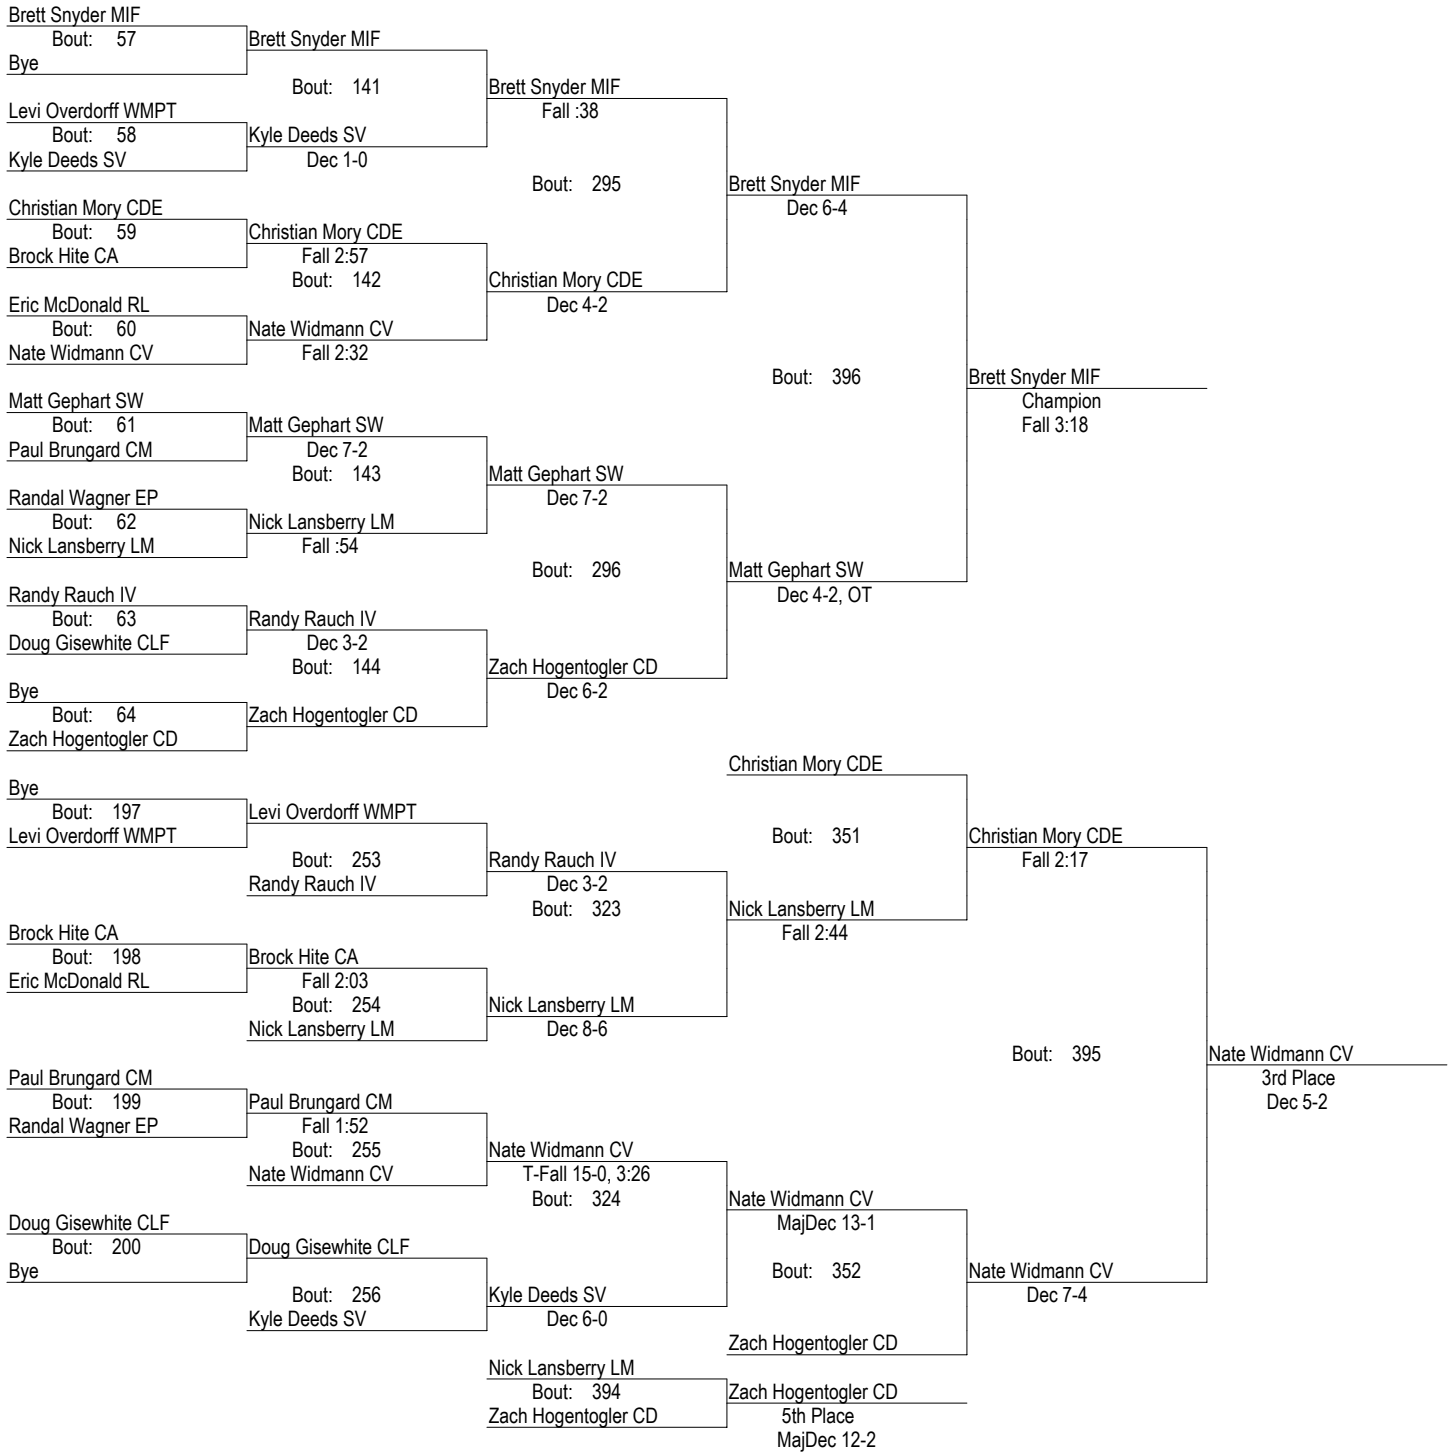 Brett Snyder MIF
Bout: 57
Brett Snyder MIF
Bye
Bout: 141
Brett Snyder MIF
Levi Overdorff WMPT
Fall :38
Bout: 58
Kyle Deeds SV
Kyle Deeds SV
Dec 1-0
Bout: 295
Brett Snyder MIF
Christian Mory CDE
Dec 6-4
Bout: 59
Christian Mory CDE
Brock Hite CA
Fall 2:57
Bout: 142
Christian Mory CDE
Eric McDonald RL
Dec 4-2
Bout: 60
Nate Widmann CV
Nate Widmann CV
Fall 2:32
Bout: 396
Brett Snyder MIF
Matt Gephart SW
Champion
Bout: 61
Matt Gephart SW
Fall 3:18
Paul Brungard CM
Dec 7-2
Bout: 143
Matt Gephart SW
Randal Wagner EP
Dec 7-2
Bout: 62
Nick Lansberry LM
Nick Lansberry LM
Fall :54
Bout: 296
Matt Gephart SW
Randy Rauch IV
Dec 4-2, OT
Bout: 63
Randy Rauch IV
Doug Gisewhite CLF
Dec 3-2
Bout: 144
Zach Hogentogler CD
Bye
Dec 6-2
Bout: 64
Zach Hogentogler CD
Zach Hogentogler CD
Christian Mory CDE
Bye
Bout: 197
Levi Overdorff WMPT
Levi Overdorff WMPT
Bout: 351
Christian Mory CDE
Bout: 253
Randy Rauch IV
Fall 2:17
Randy Rauch IV
Dec 3-2
Bout: 323
Nick Lansberry LM
Brock Hite CA
Fall 2:44
Bout: 198
Brock Hite CA
Eric McDonald RL
Fall 2:03
Bout: 254
Nick Lansberry LM
Nick Lansberry LM
Dec 8-6
Bout: 395
Nate Widmann CV
Paul Brungard CM
3rd Place
Bout: 199
Paul Brungard CM
Dec 5-2
Randal Wagner EP
Fall 1:52
Bout: 255
Nate Widmann CV
Nate Widmann CV
T-Fall 15-0, 3:26
Bout: 324
Nate Widmann CV
Doug Gisewhite CLF
MajDec 13-1
Bout: 200
Doug Gisewhite CLF
Bye
Bout: 352
Nate Widmann CV
Bout: 256
Kyle Deeds SV
Dec 7-4
Kyle Deeds SV
Dec 6-0
Zach Hogentogler CD
Nick Lansberry LM
Bout: 394
Zach Hogentogler CD
Zach Hogentogler CD
5th Place
MajDec 12-2